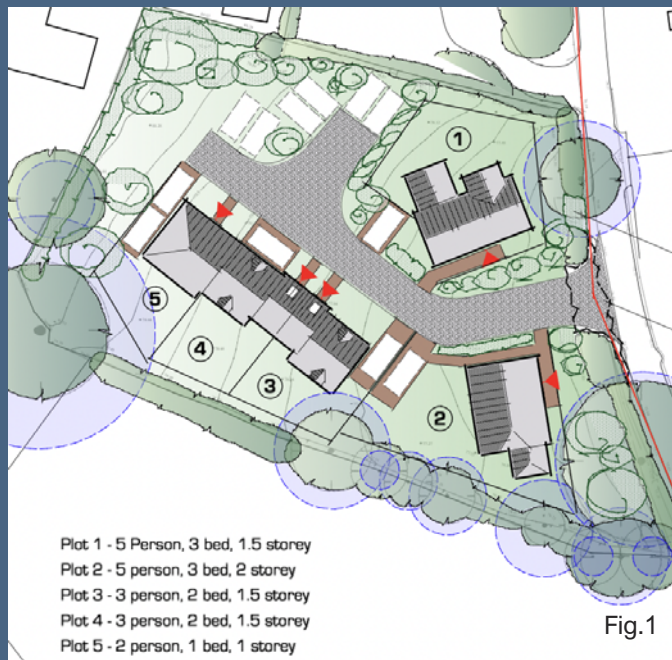 1
5
4
3
2
Plot 1 - 5 Person, 3 bed, 1.5 storey
Plot 2 - 5 person, 3 bed, 2 storey
Plot 3 - 3 person, 2 bed, 1.5 storey
Plot 4 - 3 person, 2 bed, 1.5 storey
Plot 5 - 2 person, 1 bed, 1 storey
Fig.1